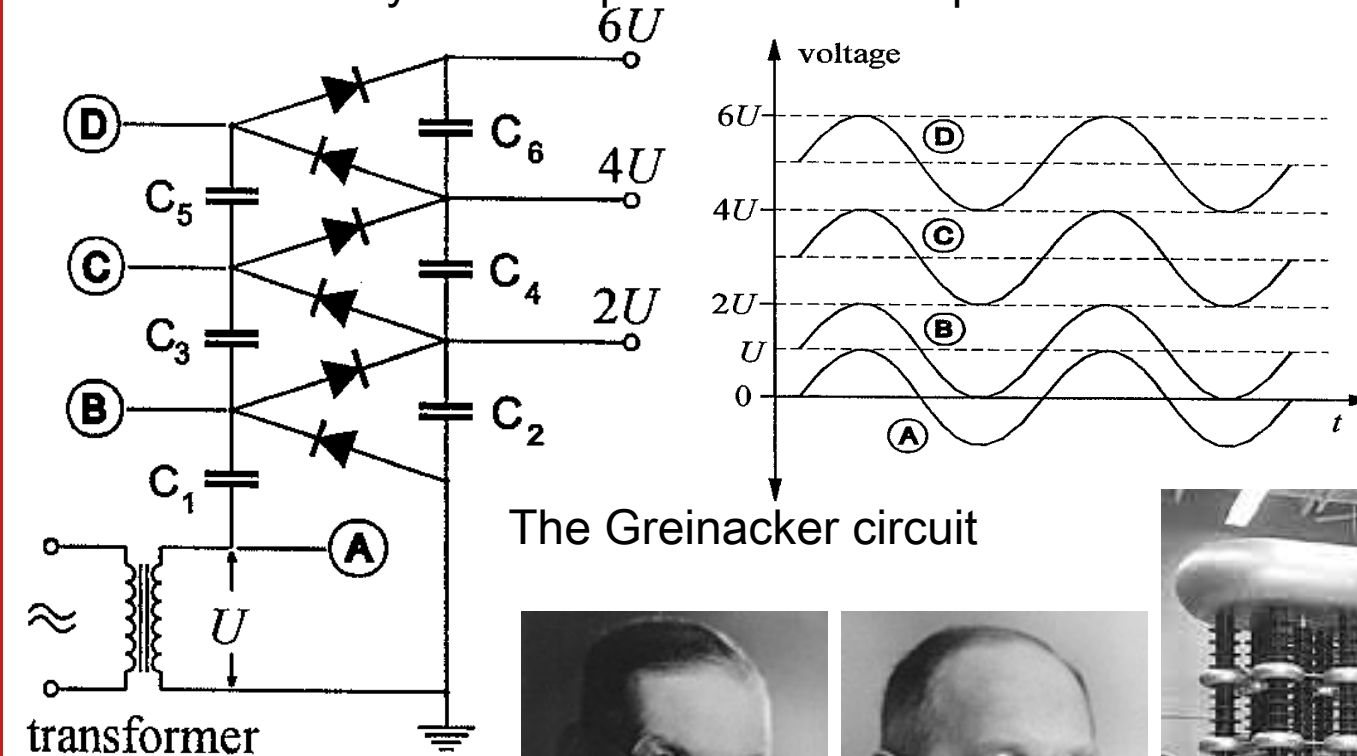 6U
voltage
D
C6
6U
D
C5
4U
4U
C
C
C4
2U
2U
C3
B
U
B
0
C2
t
A
C1
A
The Greinacker circuit
U
transformer